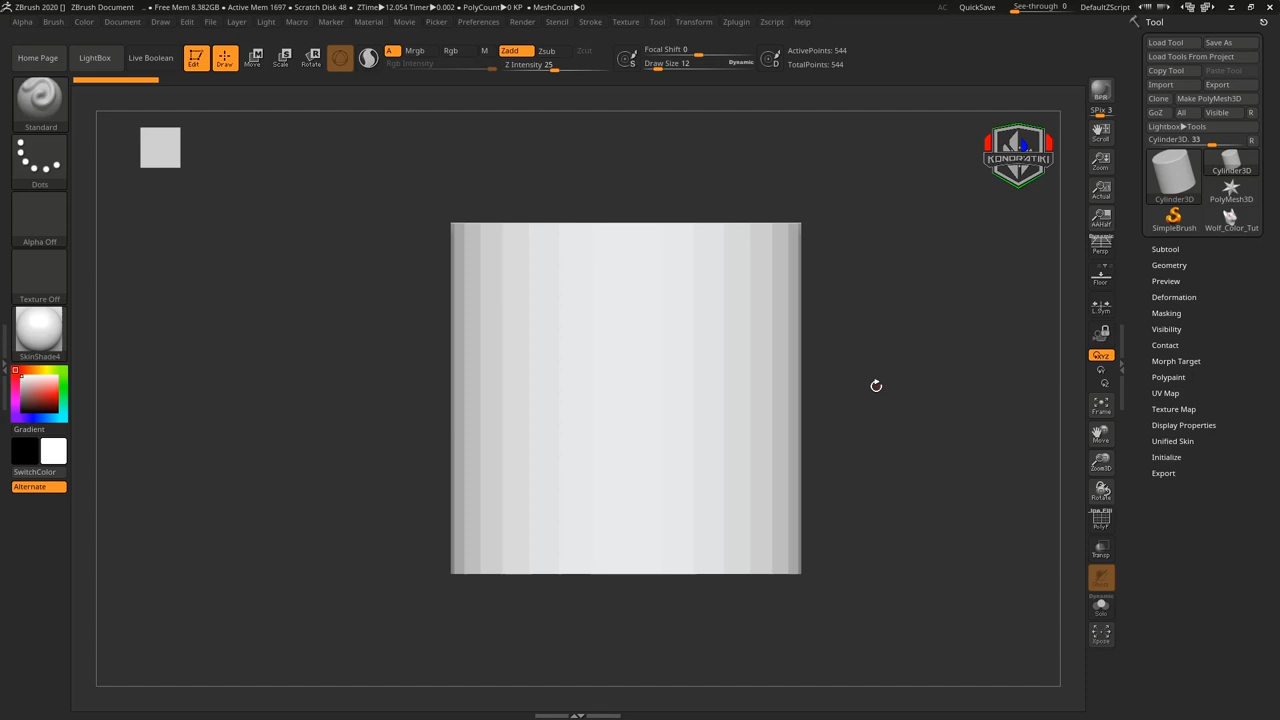 ZBrush 2020 [] ZBrush Document .. • Free Mem 8.382GB • Active Mem 1697 • Scratch Disk 48 • ZTime▶12.054 Timer▶0.002 • PolyCount▶0 KP • MeshCount▶0 AC QuickSave See-through 0 DefaultZScript
Alpha Brush Color Document Draw Edit File Layer Light Macro Marker Material Movie Picker Preferences Render Stencil Stroke Texture Tool Transform Zplugin Zscript Help
Tool
Load Tool Save As
Load Tools From Project
Copy Tool Paste Tool
Import Export
Clone Make PolyMesh3D
GoZ All Visible R
Lightbox▶Tools
Cylinder3D. 33 R
Cylinder3D Cylinder3D
PolyMesh3D
SimpleBrush Wolf_Color_Tut
Subtool
Geometry
Preview
Deformation
Masking
Visibility
Contact
Morph Target
Polypaint
UV Map
Texture Map
Display Properties
Unified Skin
Initialize
Export
Home Page LightBox Live Boolean Edit Draw Move Scale Rotate
A Mrgb Rgb M Zadd Zsub Zcut
Rgb Intensity Z Intensity 25
Focal Shift 0
Draw Size 12 Dynamic
S D
ActivePoints: 544
TotalPoints: 544
Standard
Dots
Alpha Off
Texture Off
SkinShade4
Gradient
SwitchColor
Alternate
KONDRATIKI
BPR
SPix 3
Scroll
Zoom
Actual
AAHalf
Dynamic
Persp
Floor
L.Sym
XYZ
Frame
Move
Zoom3D
Rotate
Line Fill
PolyF
Transp
Dynamic
Solo
Xpose